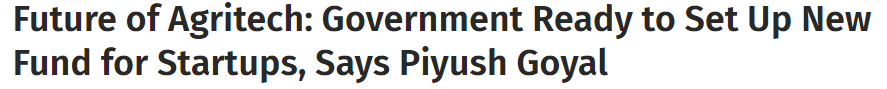 Future of Agritech: Government Ready to Set Up New
Fund for Startups, Says Piyush Goyal